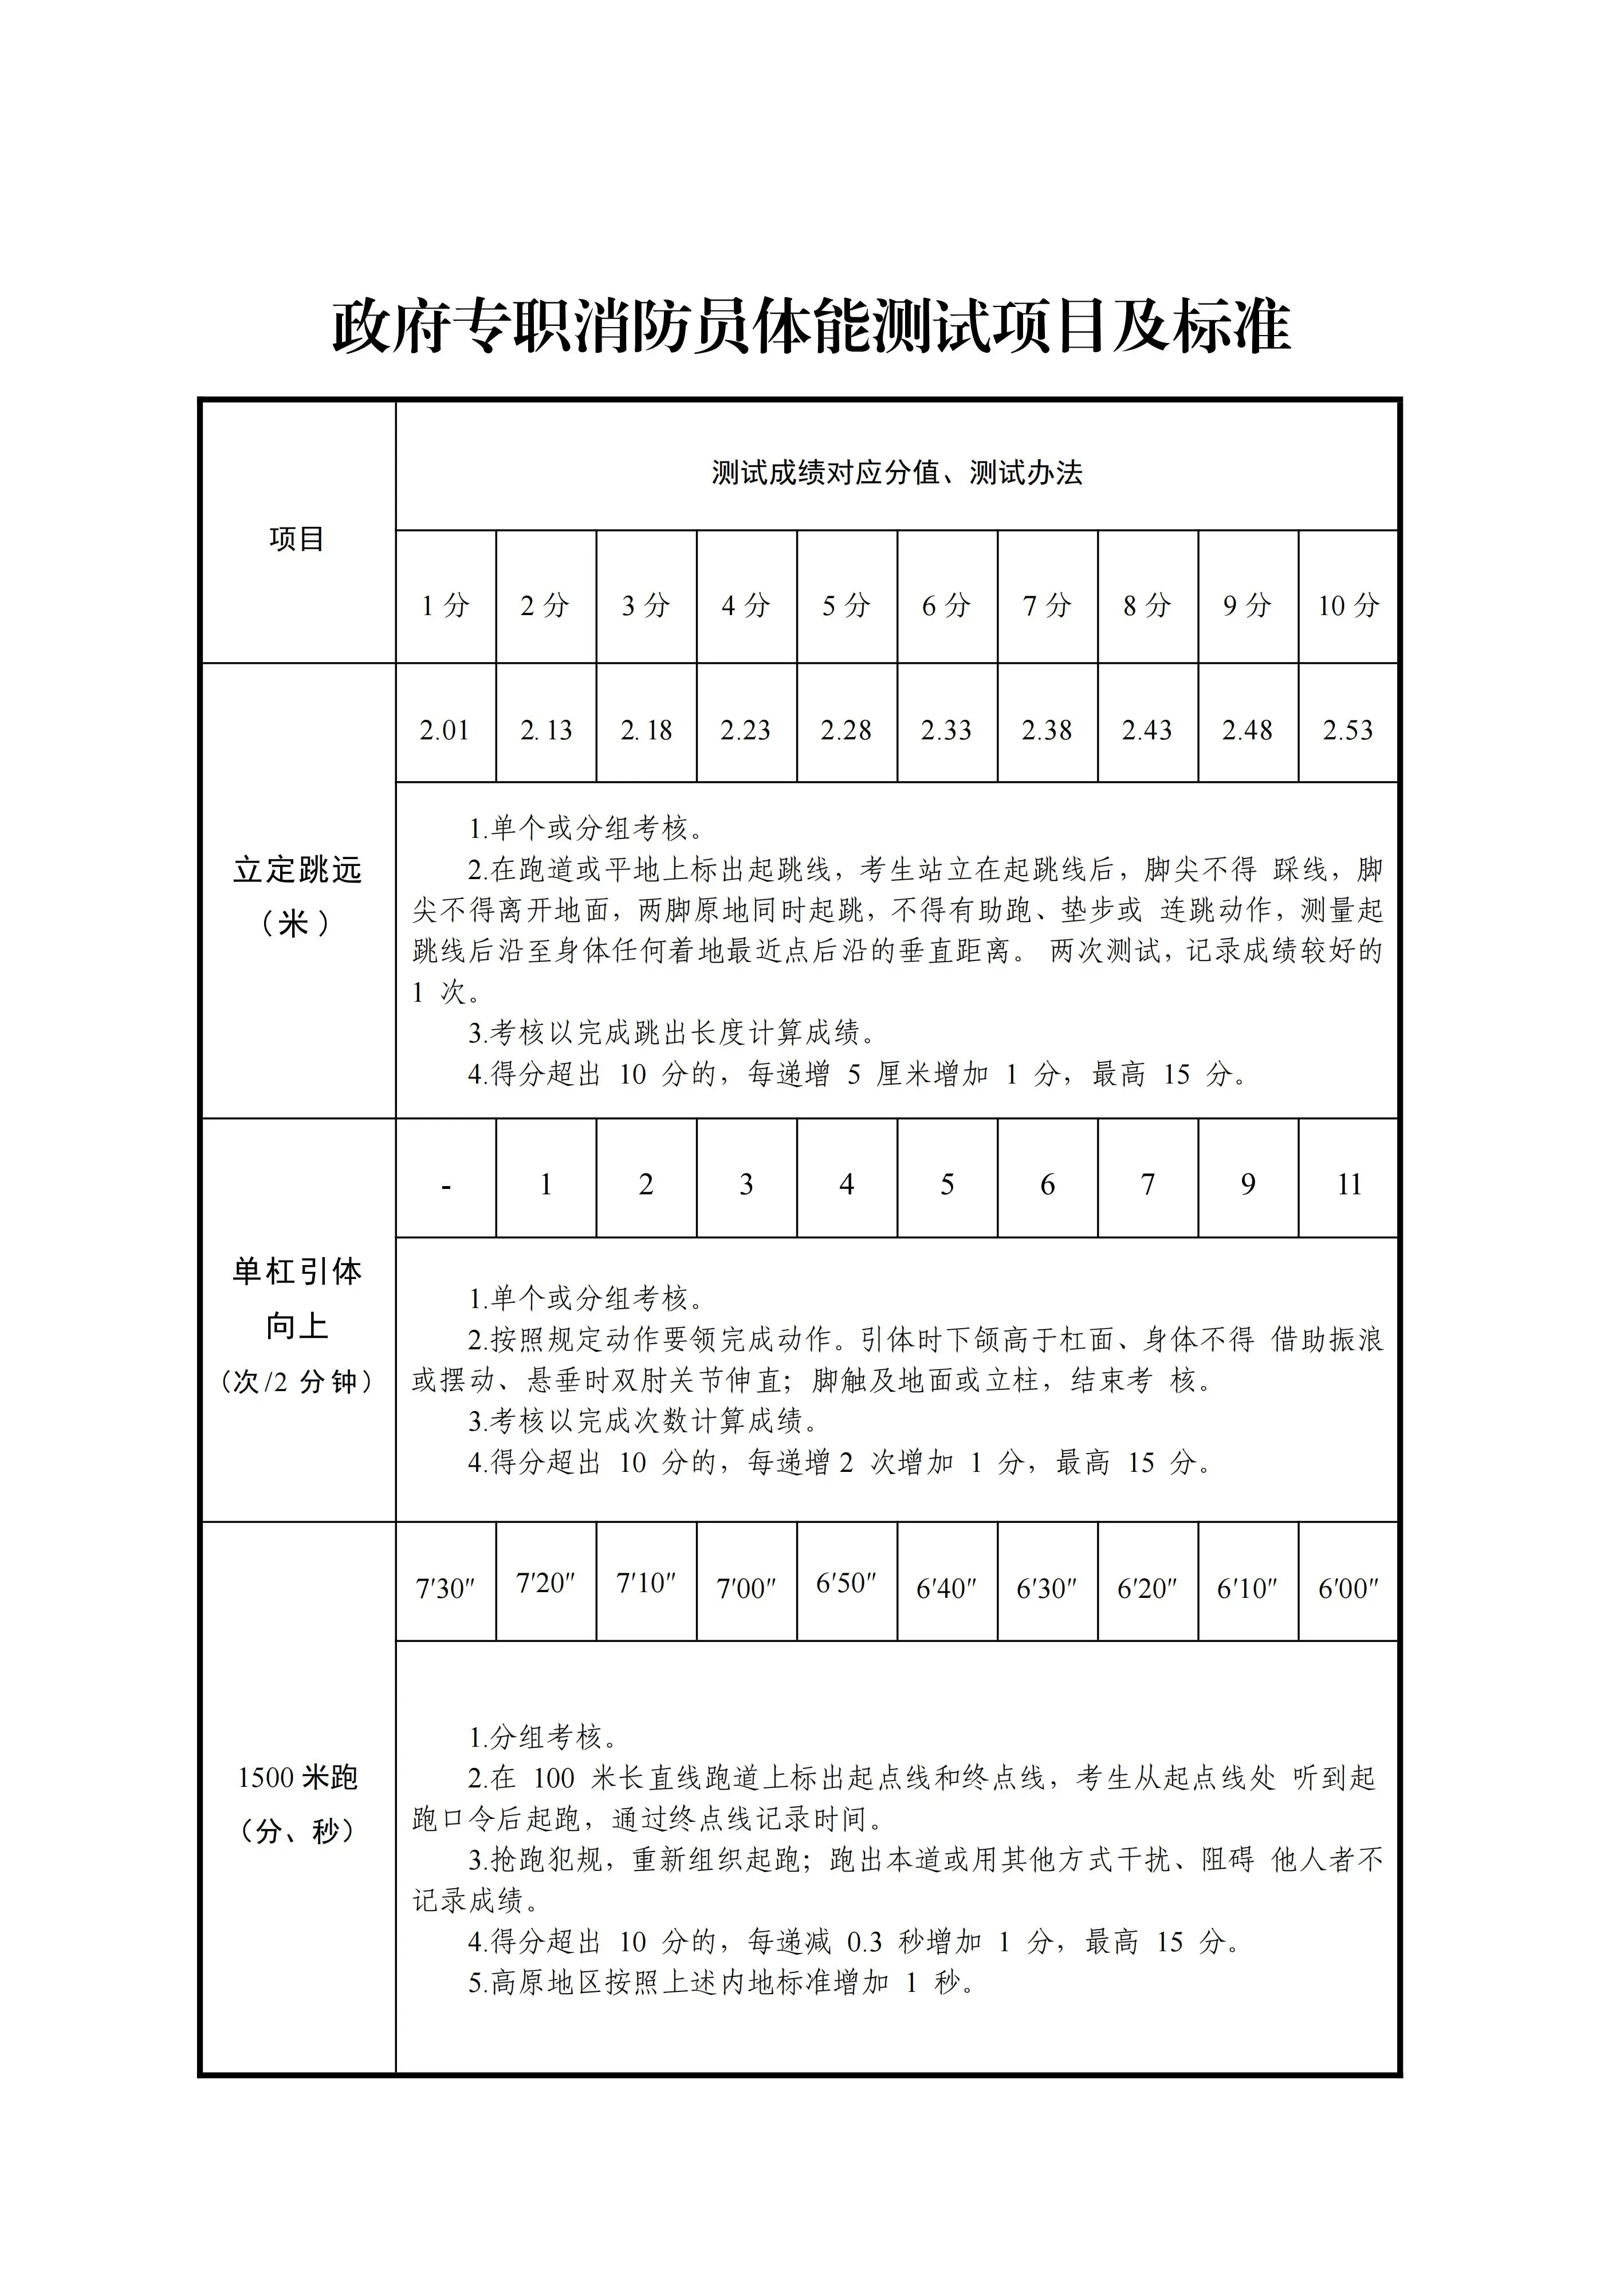 政府专职消防员体能测试项目及标准
项目
测试成绩对应分值、测试办法
1分 2分 3分 4分 5分 6分 7分 8分 9分 10分
立定跳远
（米）
2.01 2.13 2.18 2.23 2.28 2.33 2.38 2.43 2.48 2.53
1.单个或分组考核。
2.在跑道或平地上标出起跳线，考生站立在起跳线后，脚尖不得 踩线，脚
尖不得离开地面，两脚原地同时起跳，不得有助跑、垫步或 连跳动作，测量起
跳线后沿至身体任何着地最近点后沿的垂直距离。 两次测试，记录成绩较好的
1 次。
3.考核以完成跳出长度计算成绩。
4.得分超出 10 分的，每递增 5 厘米增加 1 分，最高 15 分。
单杠引体
向上
（次/2 分钟）
- 1 2 3 4 5 6 7 9 11
1.单个或分组考核。
2.按照规定动作要领完成动作。引体时下颌高于杠面、身体不得 借助振浪
或摆动、悬垂时双肘关节伸直；脚触及地面或立柱，结束考 核。
3.考核以完成次数计算成绩。
4.得分超出 10 分的，每递增2 次增加 1 分，最高 15 分。
1500 米跑
（分、秒）
7′30″ 7′20″ 7′10″ 7′00″ 6′50″ 6′40″ 6′30″ 6′20″ 6′10″ 6′00″
1.分组考核。
2.在 100 米长直线跑道上标出起点线和终点线，考生从起点线处 听到起
跑口令后起跑，通过终点线记录时间。
3.抢跑犯规，重新组织起跑；跑出本道或用其他方式干扰、阻碍 他人者不
记录成绩。
4.得分超出 10 分的，每递减 0.3 秒增加 1 分，最高 15 分。
5.高原地区按照上述内地标准增加 1 秒。